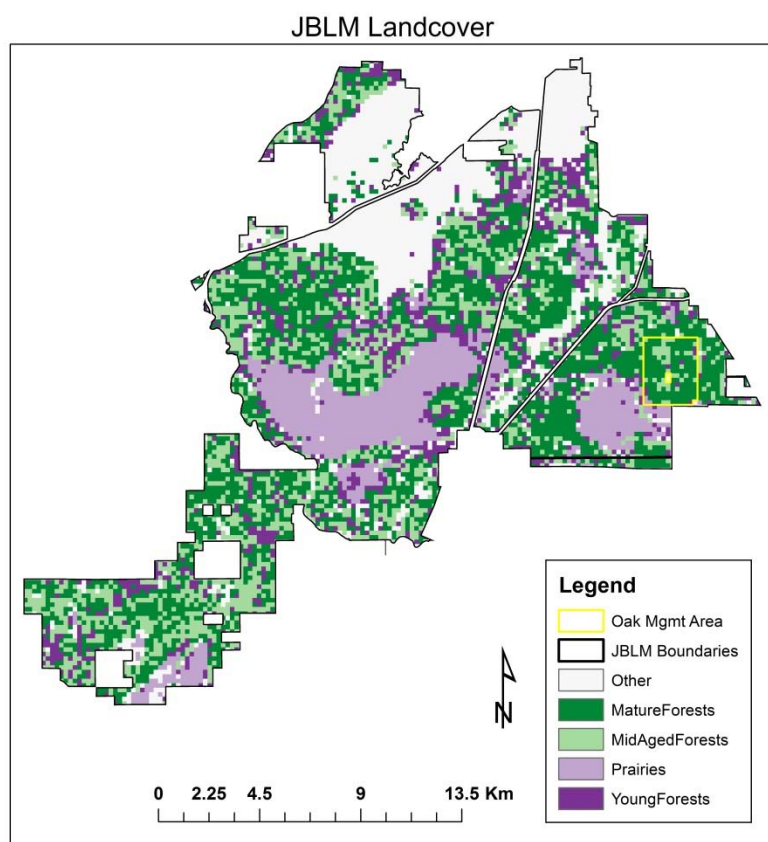 JBLM Landcover
Legend
Oak Mgmt Area
JBLM Boundaries
Other
MatureForests
MidAgedForests
Prairies
YoungForests
N
0 2.25 4.5 9 13.5 Km